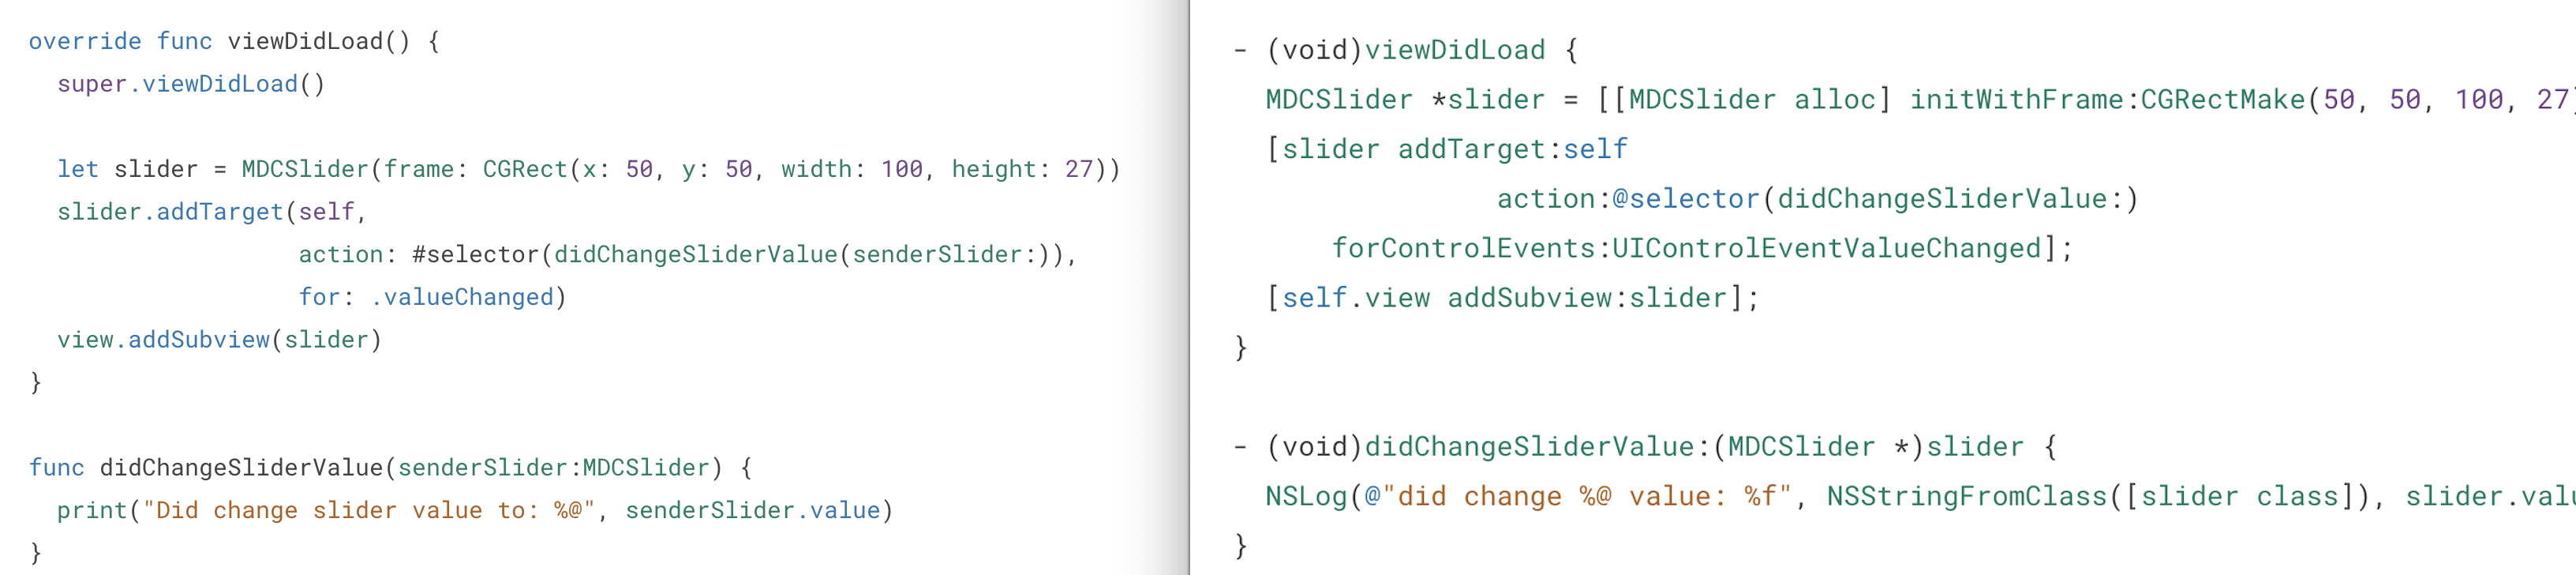 override func viewDidLoad() {
  super.viewDidLoad()

  let slider = MDCSlider(frame: CGRect(x: 50, y: 50, width: 100, height: 27))
  slider.addTarget(self,
                   action: #selector(didChangeSliderValue(senderSlider:)),
                   for: .valueChanged)
  view.addSubview(slider)
}

func didChangeSliderValue(senderSlider:MDCSlider) {
  print("Did change slider value to: %@", senderSlider.value)
}
- (void)viewDidLoad {
  MDCSlider *slider = [[MDCSlider alloc] initWithFrame:CGRectMake(50, 50, 100, 27)
  [slider addTarget:self
                action:@selector(didChangeSliderValue:)
      forControlEvents:UIControlEventValueChanged];
  [self.view addSubview:slider];
}

- (void)didChangeSliderValue:(MDCSlider *)slider {
  NSLog(@"did change %@ value: %f", NSStringFromClass([slider class]), slider.valu
}